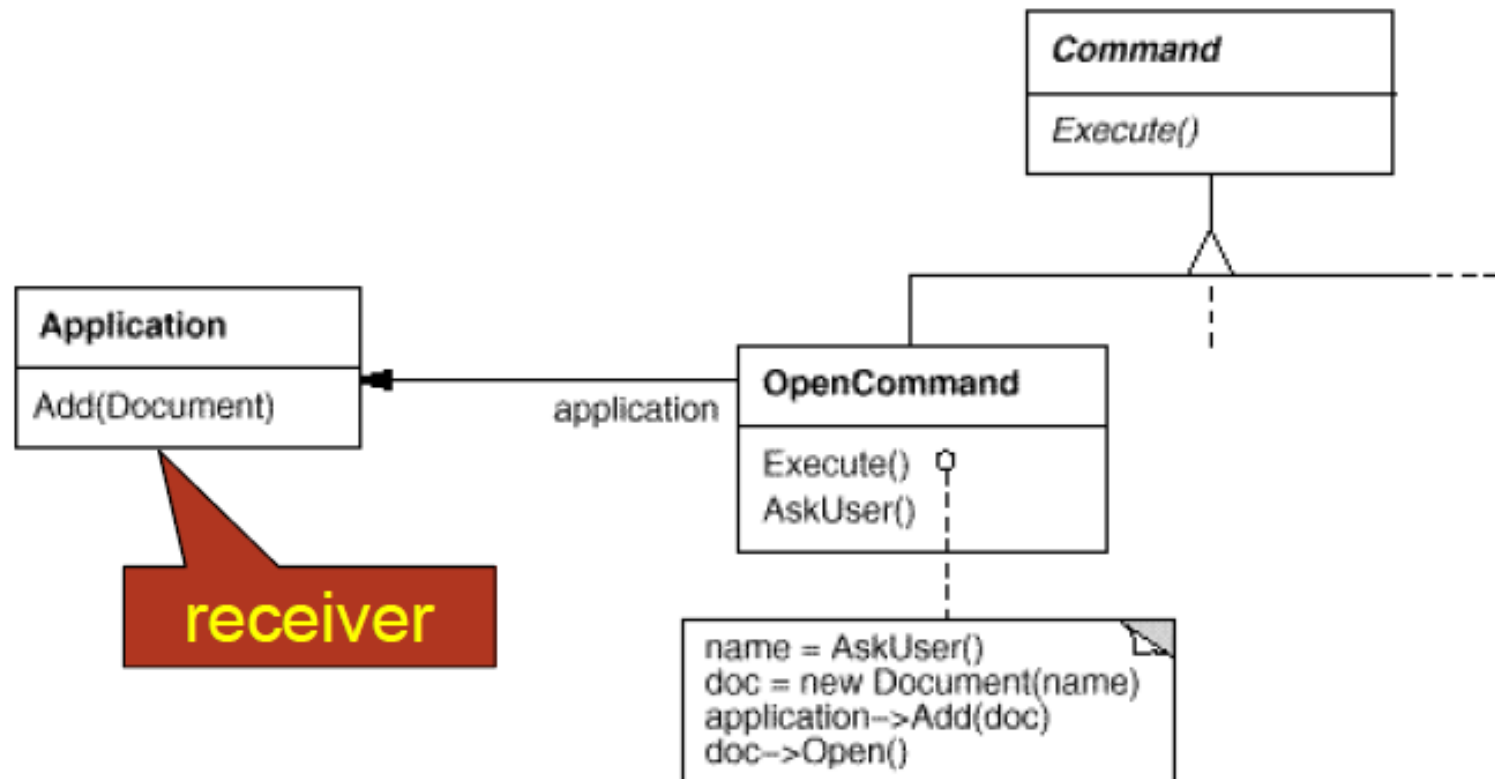 Command
Execute()
Application
Add(Document)
application
OpenCommand
Execute()
AskUser()
receiver
name = AskUser()
doc = new Document(name)
application->Add(doc)
doc->Open()